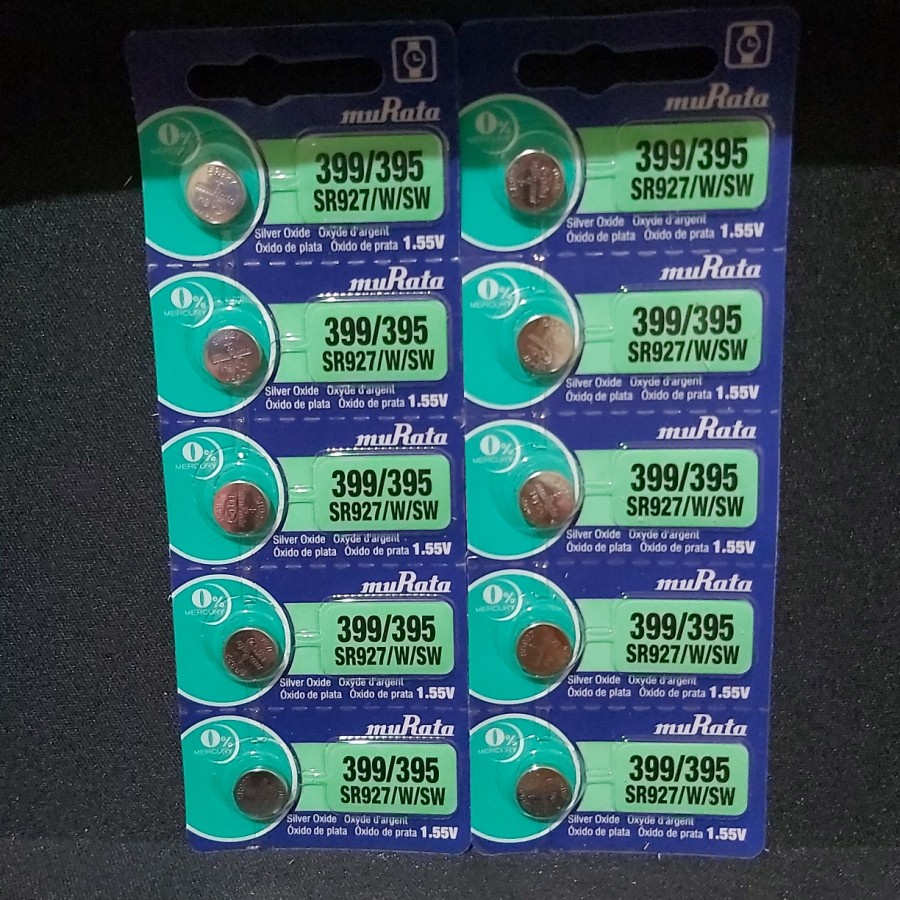 muRata
0%
MERCURY
399/395
SR927/W/SW
Silver Oxide Oxyde d'argent
Óxido de plata Óxido de prata 1.55V
muRata
0%
MERCURY
399/395
SR927/W/SW
Silver Oxide Oxyde d'argent
Óxido de plata Óxido de prata 1.55V
muRata
0%
MERCURY
399/395
SR927/W/SW
Silver Oxide Oxyde d'argent
Óxido de plata Óxido de prata 1.55V
muRata
0%
MERCURY
399/395
SR927/W/SW
Silver Oxide Oxyde d'argent
Óxido de plata Óxido de prata 1.55V
muRata
0%
MERCURY
399/395
SR927/W/SW
Silver Oxide Oxyde d'argent
Óxido de plata Óxido de prata 1.55V
muRata
0%
MERCURY
399/395
SR927/W/SW
Silver Oxide Oxyde d'argent
Óxido de plata Óxido de prata 1.55V
muRata
0%
MERCURY
399/395
SR927/W/SW
Silver Oxide Oxyde d'argent
Óxido de plata Óxido de prata 1.55V
muRata
0%
MERCURY
399/395
SR927/W/SW
Silver Oxide Oxyde d'argent
Óxido de plata Óxido de prata 1.55V
muRata
0%
MERCURY
399/395
SR927/W/SW
Silver Oxide Oxyde d'argent
Óxido de plata Óxido de prata 1.55V
muRata
0%
MERCURY
399/395
SR927/W/SW
Silver Oxide Oxyde d'argent
Óxido de plata Óxido de prata 1.55V